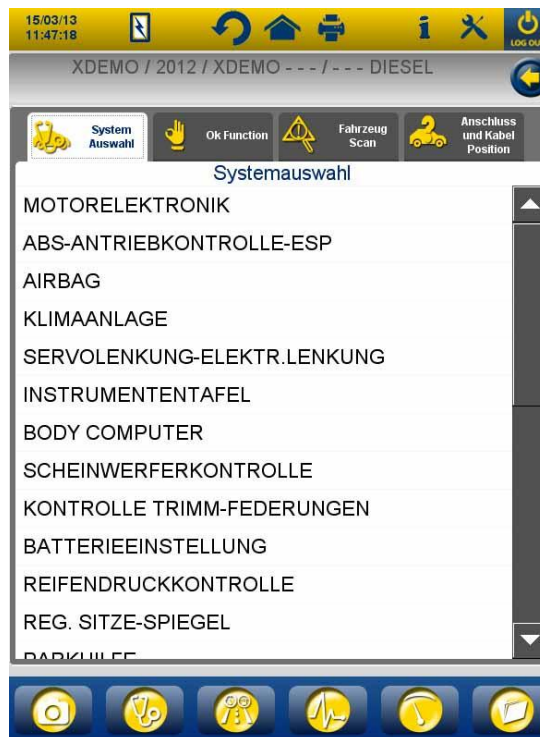 15/03/13
11:47:18
LOG OU
XDEMO / 2012 / XDEMO - - - / - - - DIESEL
System
Auswahl
Ok Function
Fahrzeug
Scan
Anschluss
und Kabel
Position
Systemauswahl
MOTORELEKTRONIK
ABS-ANTRIEBKONTROLLE-ESP
AIRBAG
KLIMAANLAGE
SERVOLENKUNG-ELEKTR.LENKUNG
INSTRUMENTENTAFEL
BODY COMPUTER
SCHEINWERFERKONTROLLE
KONTROLLE TRIMM-FEDERUNGEN
BATTERIEEINSTELLUNG
REIFENDRUCKKONTROLLE
REG. SITZE-SPIEGEL
PARKHILFE